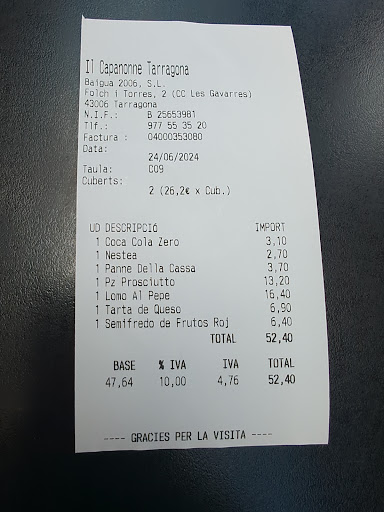 Il Capanonne Tarragona
Baigua 2006, S.L.
Folch i Torres, 2 (CC Les Gavarres)
43006 Tarragona
N.I.F.: B 25653981
Tlf.: 977 55 35 20
Factura : 04000353080
Data:
24/06/2024
Taula: C09
Cuberts:
2 (26,2€ x Cub.)
UD DESCRIPCIÓ IMPORT
1 Coca Cola Zero 3,10
1 Nestea 2,70
1 Panne Della Cassa 3,70
1 Pz Prosciutto 13,20
1 Lomo Al Pepe 16,40
1 Tarta de Queso 6,90
1 Semifredo de Frutos Roj 6,40
TOTAL 52,40
BASE % IVA IVA TOTAL
47,64 10,00 4,76 52,40
---- GRACIES PER LA VISITA ----